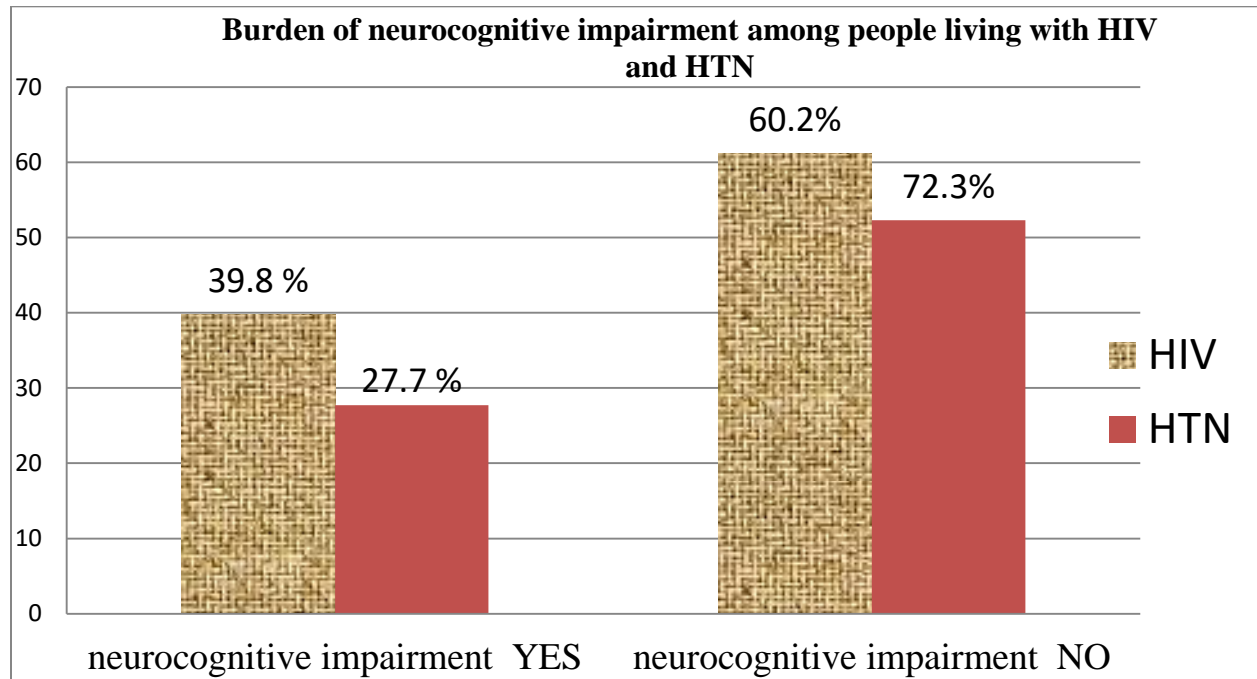 Burden of neurocognitive impairment among people living with HIV
and HTN
70
60
50
40
30
20
10
0
39.8 %
27.7 %
60.2%
72.3%
HIV
HTN
neurocognitive impairment  YES
neurocognitive impairment  NO